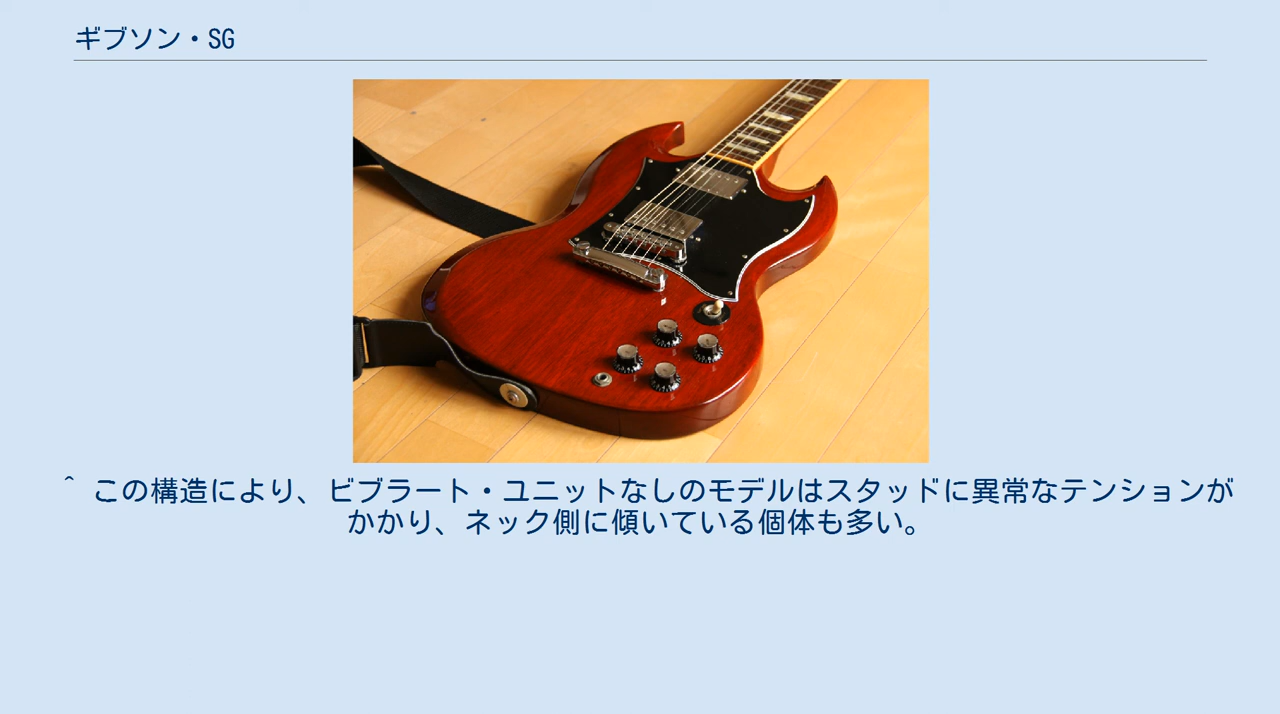 ギブソン・SG
^ この構造により、ビブラート・ユニットなしのモデルはスタッドに異常なテンションが
かかり、ネック側に傾いている個体も多い。